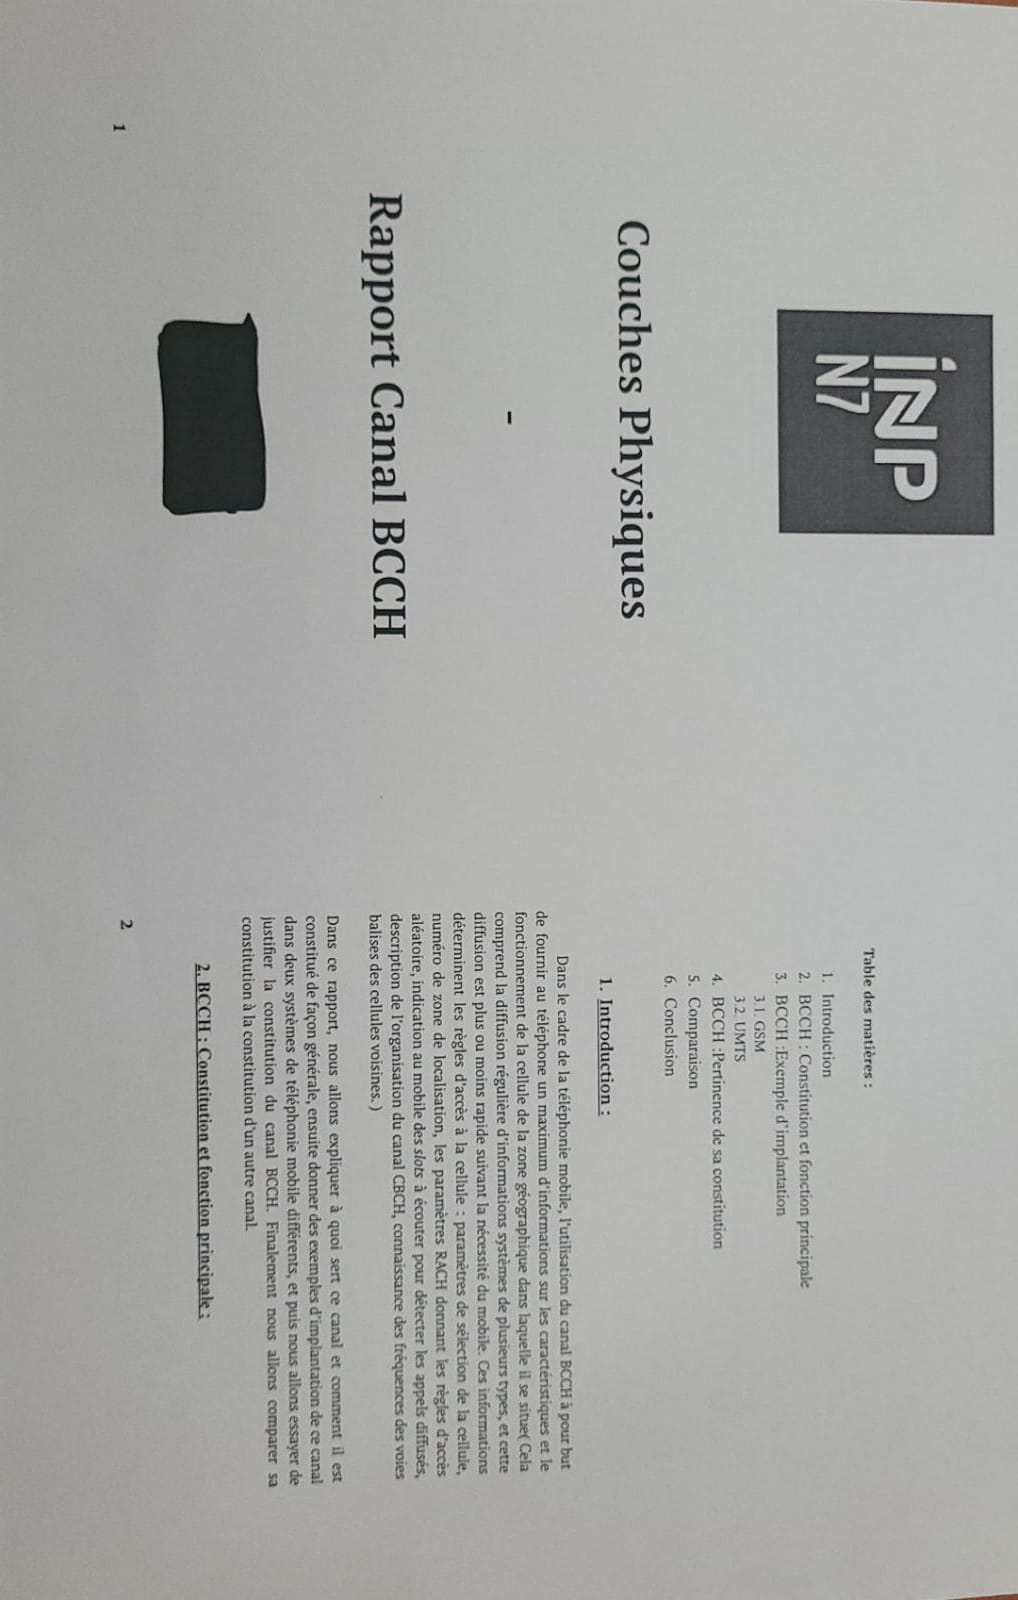 iNP
N7
Couches Physiques
-
Rapport Canal BCCH
1
Table des matières :
1. Introduction
2. BCCH : Constitution et fonction principale
3. BCCH :Exemple d'implantation
3.1. GSM
3.2. UMTS
4. BCCH :Pertinence de sa constitution
5. Comparaison
6. Conclusion
1. Introduction :
Dans le cadre de la téléphonie mobile, l'utilisation du canal BCCH à pour but
de fournir au téléphone un maximum d'informations sur les caractéristiques et le
fonctionnement de la cellule de la zone géographique dans laquelle il se situe( Cela
comprend la diffusion régulière d'informations systèmes de plusieurs types, et cette
diffusion est plus ou moins rapide suivant la nécessité du mobile. Ces informations
déterminent les règles d'accès à la cellule : paramètres de sélection de la cellule,
numéro de zone de localisation, les paramètres RACH donnant les règles d'accès
aléatoire, indication au mobile des slots à écouter pour détecter les appels diffusés,
description de l'organisation du canal CBCH, connaissance des fréquences des voies
balises des cellules voisines. )
Dans ce rapport, nous allons expliquer à quoi sert ce canal et comment il est
constitué de façon générale, ensuite donner des exemples d'implantation de ce canal
dans deux systèmes de téléphonie mobile différents, et puis nous allons essayer de
justifier la constitution du canal BCCH. Finalement nous allons comparer sa
constitution à la constitution d'un autre canal.
2. BCCH : Constitution et fonction principale :
2